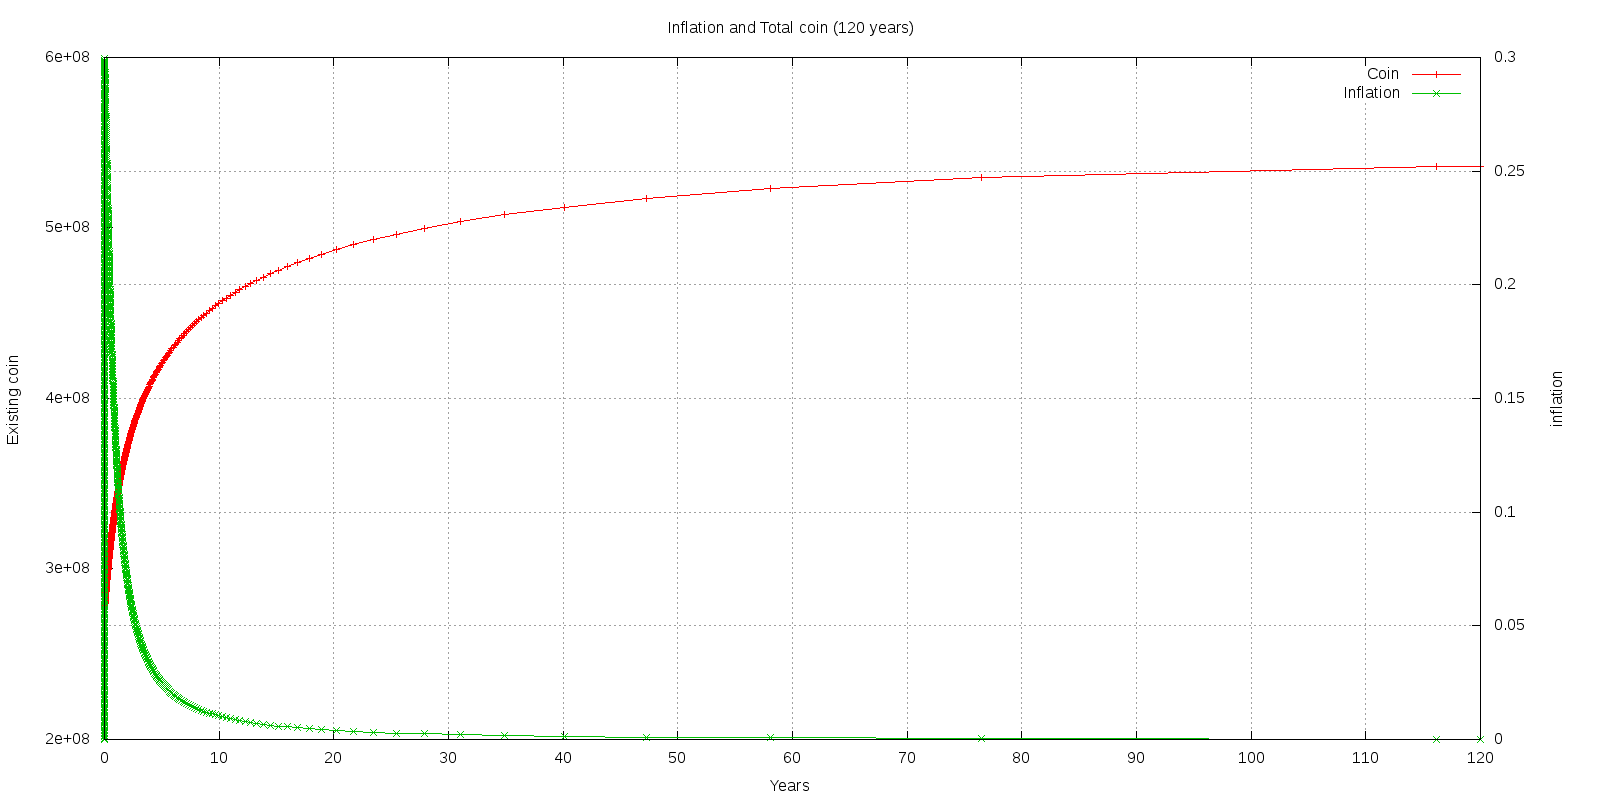 Inflation and Total coin (120 years)
6e+08
5e+08
4e+08
3e+08
2e+08
Existing coin
0.3
0.25
0.2
0.15
0.1
0.05
0
inflation
Coin
Inflation
0 10 20 30 40 50 60 70 80 90 100 110 120
Years